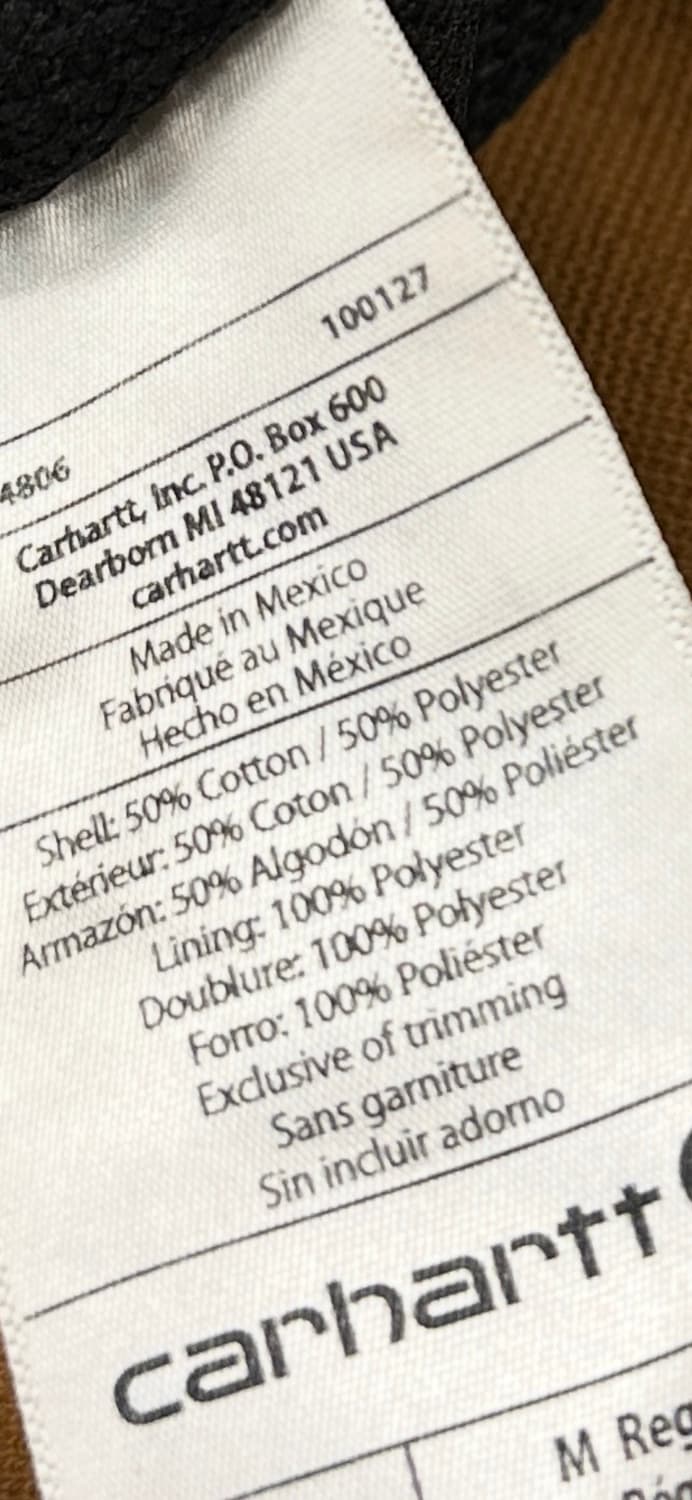 100127
4806
Carhartt, Inc. P.O. Box 600
Dearborn MI 48121 USA
carhartt.com
Made in Mexico
Fabriqué au Mexique
Hecho en México
Shell: 50% Cotton / 50% Polyester
Extérieur: 50% Coton / 50% Polyester
Armazón: 50% Algodón / 50% Poliéster
Lining: 100% Polyester
Doublure: 100% Polyester
Forro: 100% Poliéster
Exclusive of trimming
Sans garniture
Sin incluir adorno
carhartt
M Reg